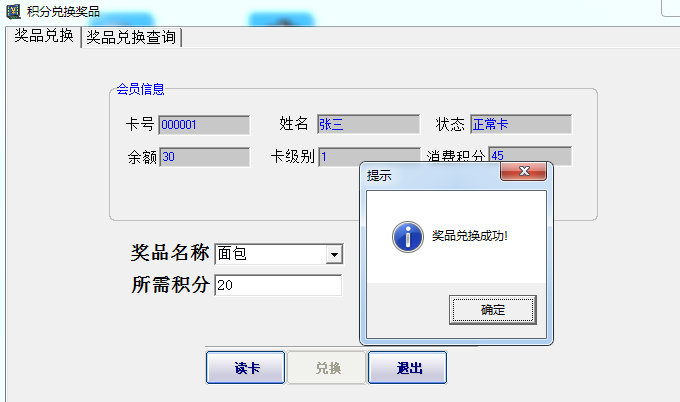 积分兑换奖品
奖品兑换 奖品兑换查询
会员信息
卡号 000001 姓名 张三 状态 正常卡
余额 30 卡级别 1 消费积分 45
提示
奖品兑换成功!
确定
奖品名称 面包
所需积分 20
读卡 兑换 退出